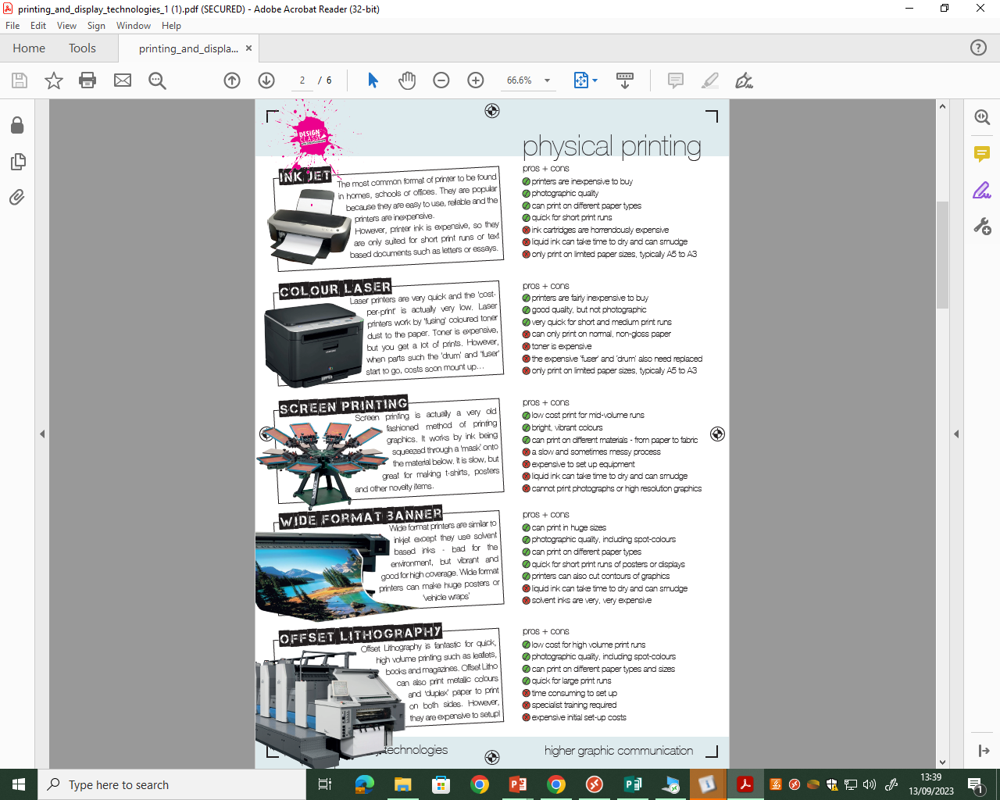 printing_and_display_technologies_1 (1).pdf (SECURED) - Adobe Acrobat Reader (32-bit)
File Edit View Sign Window Help
Home Tools printing_and_displa... ×
2 / 6 66.6%
DESIGN
CLASS
physical printing
INK JET
The most common format of printer to be found
in homes, schools or offices. They are popular
because they are easy to use, reliable and the
printers are inexpensive.
However, printer ink is expensive, so they
are only suited for short print runs or text
based documents such as letters or essays.
pros + cons
printers are inexpensive to buy
photographic quality
can print on different paper types
quick for short print runs
ink cartridges are horrendously expensive
liquid ink can take time to dry and can smudge
only print on limited paper sizes, typically A5 to A3
COLOUR LASER
Laser printers are very quick and the 'cost-
per-print' is actually very low. Laser
printers work by 'fusing' coloured toner
dust to the paper. Toner is expensive,
but you get a lot of prints. However,
when parts such the 'drum' and 'fuser'
start to go, costs soon mount up...
pros + cons
printers are fairly inexpensive to buy
good quality, but not photographic
very quick for short and medium print runs
can only print on normal, non-gloss paper
toner is expensive
the expensive 'fuser' and 'drum' also need replaced
only print on limited paper sizes, typically A5 to A3
SCREEN PRINTING
Screen printing is actually a very old
fashioned method of printing
graphics. It works by ink being
squeezed through a 'mask' onto
the material below. It is slow, but
great for making t-shirts, posters
and other novelty items.
pros + cons
low cost print for mid-volume runs
bright, vibrant colours
can print on different materials - from paper to fabric
a slow and sometimes messy process
expensive to set up equipment
liquid ink can take time to dry and can smudge
cannot print photographs or high resolution graphics
WIDE FORMAT BANNER
Wide format printers are similar to
inkjet except they use solvent
based inks - bad for the
environment, but vibrant and
good for high coverage. Wide format
printers can make huge posters or
'vehicle wraps'
pros + cons
can print in huge sizes
photographic quality, including spot-colours
can print on different paper types
quick for short print runs of posters or displays
printers can also cut contours of graphics
liquid ink can take time to dry and can smudge
solvent inks are very, very expensive
OFFSET LITHOGRAPHY
Offset Lithography is fantastic for quick,
high volume printing such as leaflets,
books and magazines. Offset Litho
can also print metallic colours
and 'duplex' paper to print
on both sides. However,
they are expensive to setup!
pros + cons
low cost for high volume print runs
photographic quality, including spot-colours
can print on different paper types and sizes
quick for large print runs
time consuming to set up
specialist training required
expensive initial set-up costs
technologies
higher graphic communication
Type here to search
13:39
13/09/2023
1